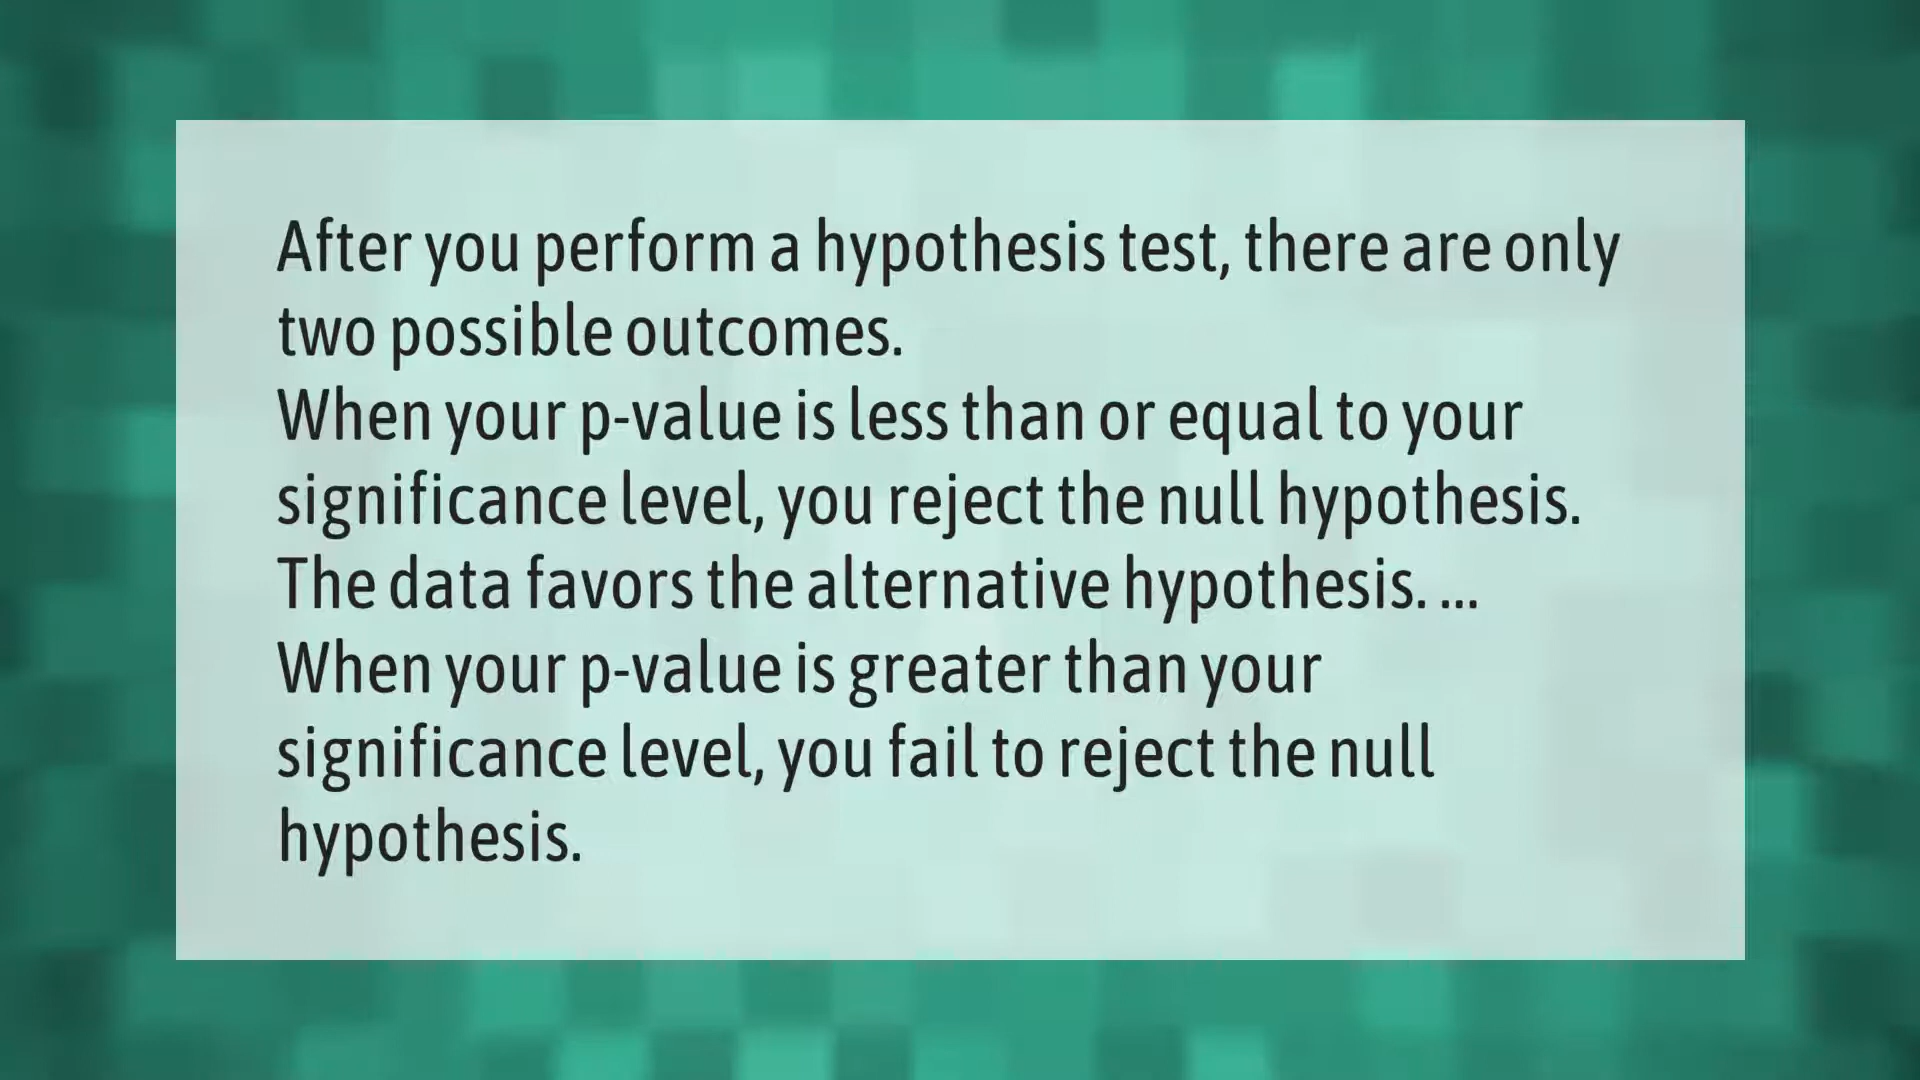 After you perform a hypothesis test, there are only
two possible outcomes.
When your p-value is less than or equal to your
significance level, you reject the null hypothesis.
The data favors the alternative hypothesis. ...
When your p-value is greater than your
significance level, you fail to reject the null
hypothesis.